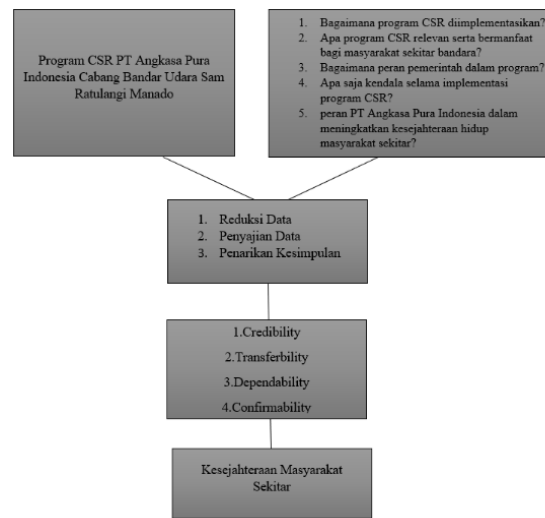 Program CSR PT Angkasa Pura
Indonesia Cabang Bandar Udara Sam
Ratulangi Manado
1. Bagaimana program CSR diimplementasikan?
2. Apa program CSR relevan serta bermanfaat
bagi masyarakat sekitar bandara?
3. Bagaimana peran pemerintah dalam program?
4. Apa saja kendala selama implementasi
program CSR?
5. peran PT Angkasa Pura Indonesia dalam
meningkatkan kesejahteraan hidup
masyarakat sekitar?
1. Reduksi Data
2. Penyajian Data
3. Penarikan Kesimpulan
1.Credibility
2.Transferbility
3.Dependability
4.Confirmability
Kesejahteraan Masyarakat
Sekitar